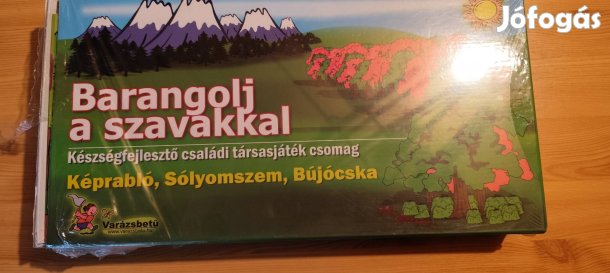 Jófogás
Barangolj
a szavakkal
Készségfejlesztő családi társasjáték csomag
Képrabló, Sólyomszem, Bújócska
Varázsbetű